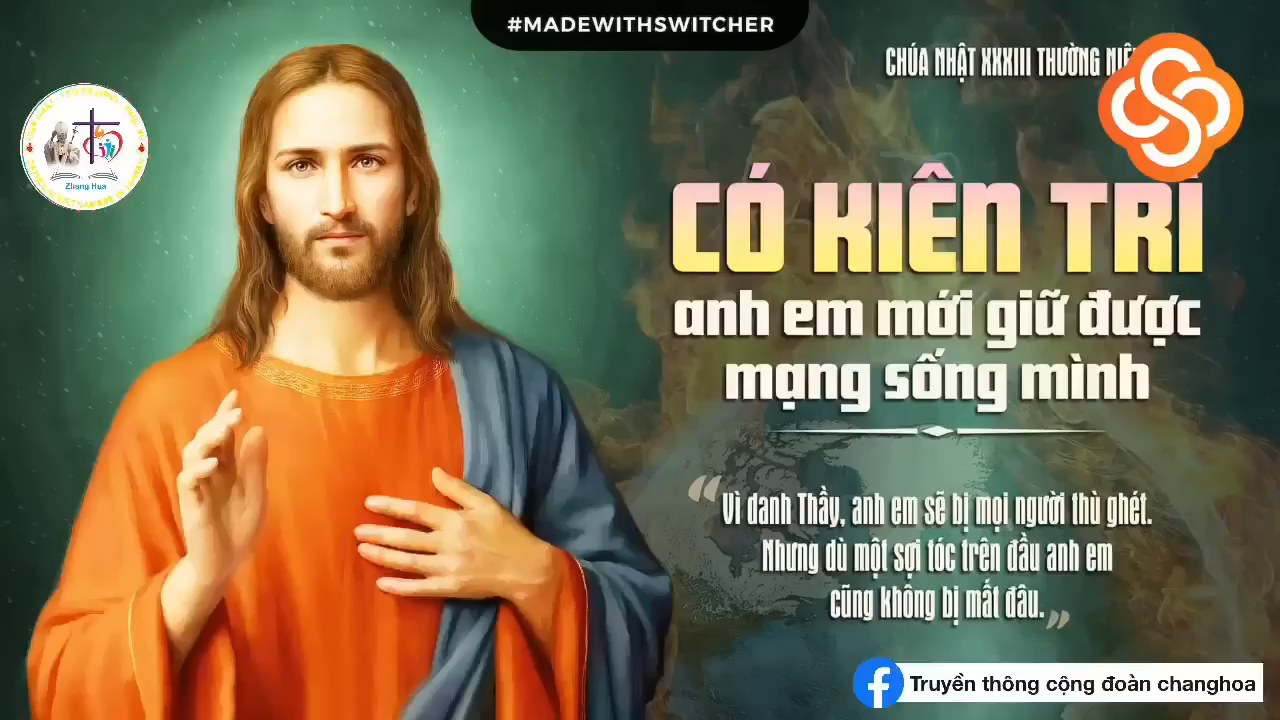 #MADEWITHSWITCHER
CHÚA NHẬT XXXIII THƯỜNG
Zhang Hua
CÓ KIÊN TRÌ
anh em mới giữ được
mạng sống mình
“Vì danh Thầy, anh em sẽ bị mọi người thù ghét.
Nhưng dù một sợi tóc trên đầu anh em
cũng không bị mất đâu.”
Truyền thông cộng đoàn changhoa